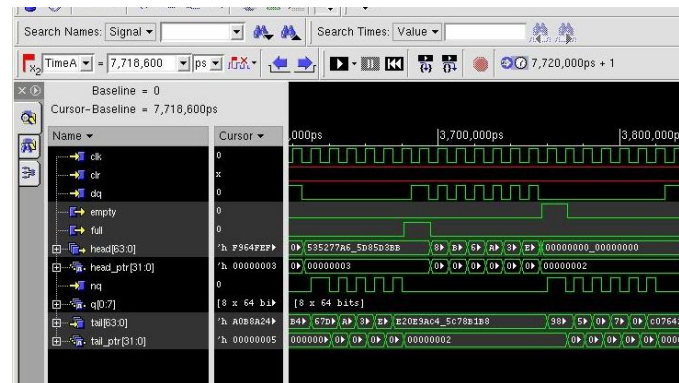 Search Names: Signal
Search Times: Value
TimeA = 7,718,600 ps
7,720,000ps + 1
Baseline = 0
Cursor-Baseline = 7,718,600ps
Name Cursor ,000ps 3,700,000ps 3,800,000p
clk 0
clr x
dq 0
empty 0
full 0
head[63:0] 'h F964FEF 0 535277A6_5D85D3BB 8 B 6 A 3 E 00000000_00000000
head_ptr[31:0] 'h 00000003 0 00000003 0 0 0 0 0 0 00000002
nq 0
q[0:7] [8 x 64 bi [8 x 64 bits]
tail[63:0] 'h A0B8A24 B4 67D A 3 E E20E9AC4_5C78B1B8 98 5 0 7 0 C0764
tail_ptr[31:0] 'h 00000005 000000 0 0 0 0 00000002 0 0 0 0 0 000